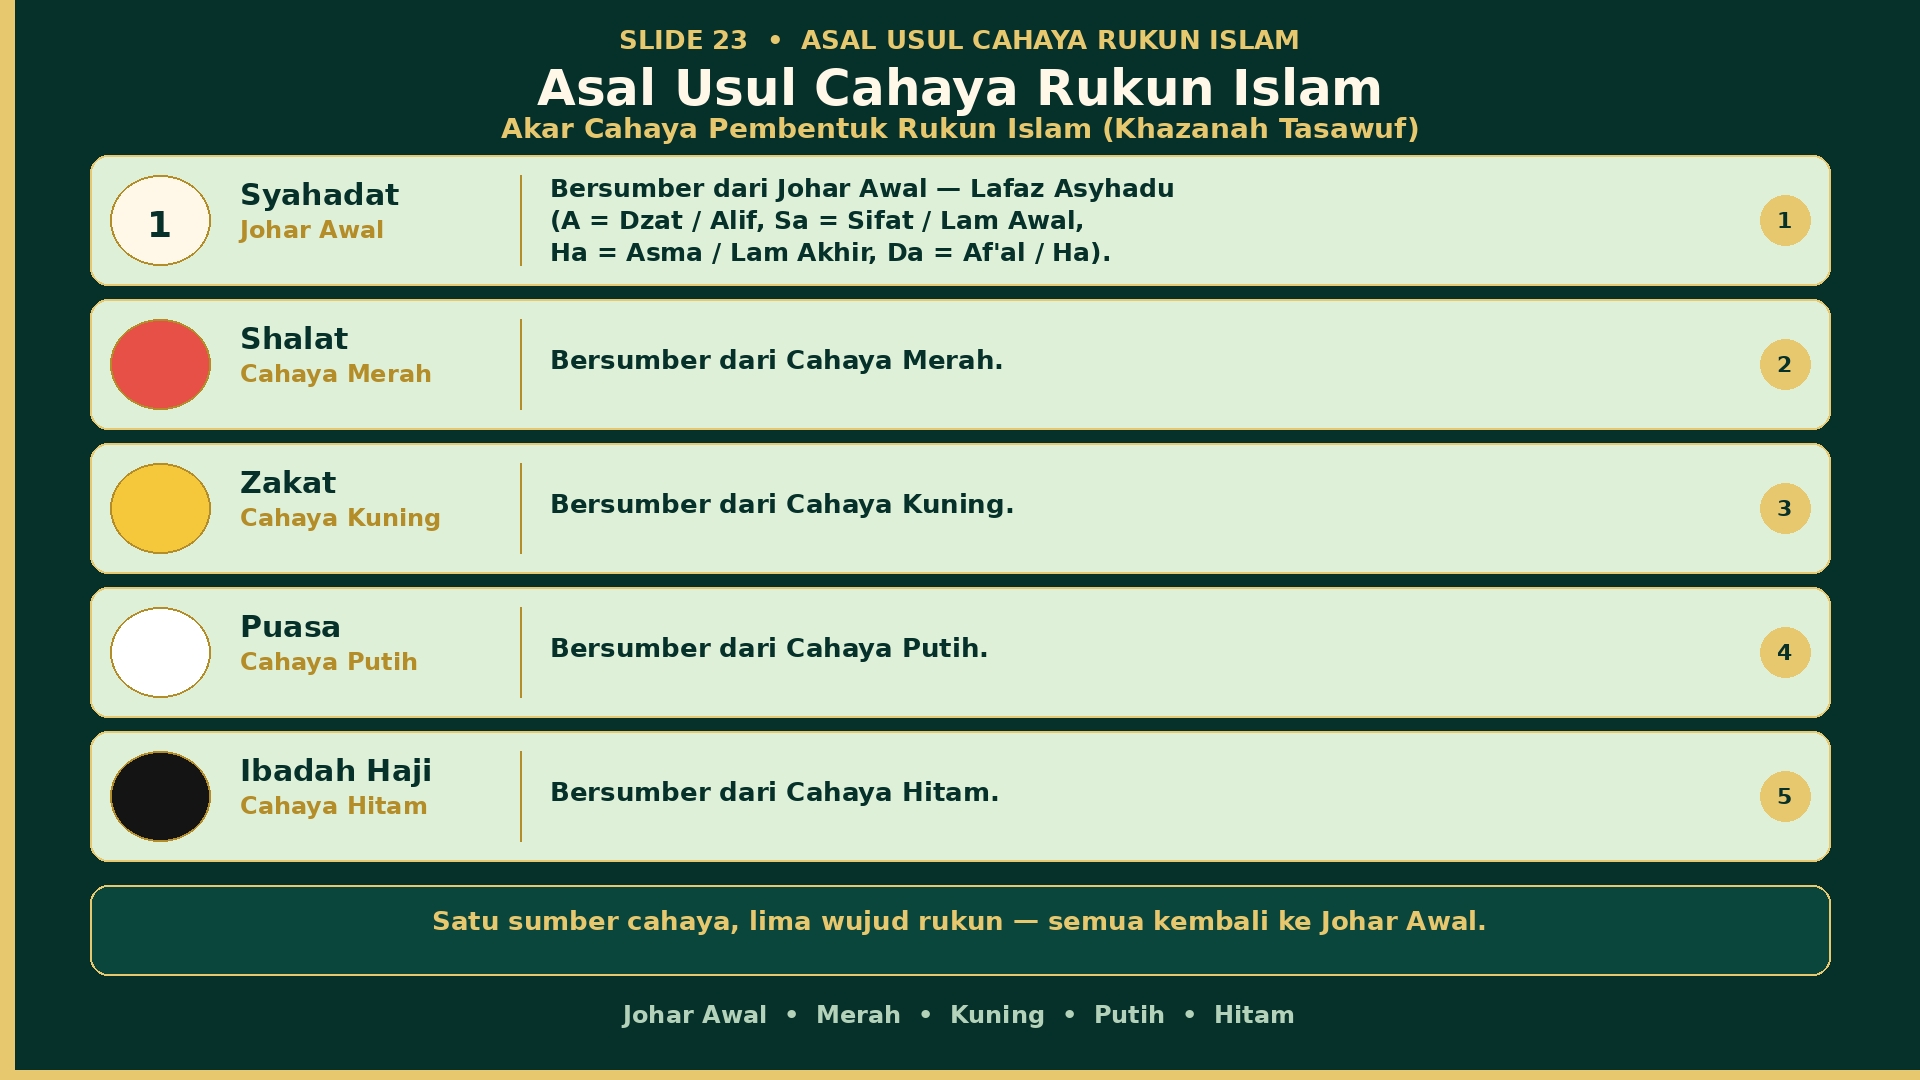 SLIDE 23 • ASAL USUL CAHAYA RUKUN ISLAM
Asal Usul Cahaya Rukun Islam
Akar Cahaya Pembentuk Rukun Islam (Khazanah Tasawuf)
1
Syahadat
Johar Awal
Bersumber dari Johar Awal — Lafaz Asyhadu
(A = Dzat / Alif, Sa = Sifat / Lam Awal,
Ha = Asma / Lam Akhir, Da = Af'al / Ha).
1
Shalat
Cahaya Merah
Bersumber dari Cahaya Merah.
2
Zakat
Cahaya Kuning
Bersumber dari Cahaya Kuning.
3
Puasa
Cahaya Putih
Bersumber dari Cahaya Putih.
4
Ibadah Haji
Cahaya Hitam
Bersumber dari Cahaya Hitam.
5
Satu sumber cahaya, lima wujud rukun — semua kembali ke Johar Awal.
Johar Awal • Merah • Kuning • Putih • Hitam